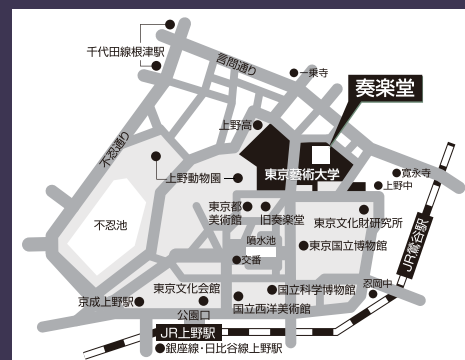 千代田線根津駅
言問通り
一乗寺
奏楽堂
上野高
不忍通り
寛永寺
東京藝術大学
上野動物園
上野中
東京都
美術館
旧奏楽堂
東京文化財研究所
不忍池
噴水池
東京国立博物館
JR鶯谷駅
交番
忍岡中
東京文化会館
国立科学博物館
京成上野駅
公園口
国立西洋美術館
JR上野駅
銀座線・日比谷線上野駅